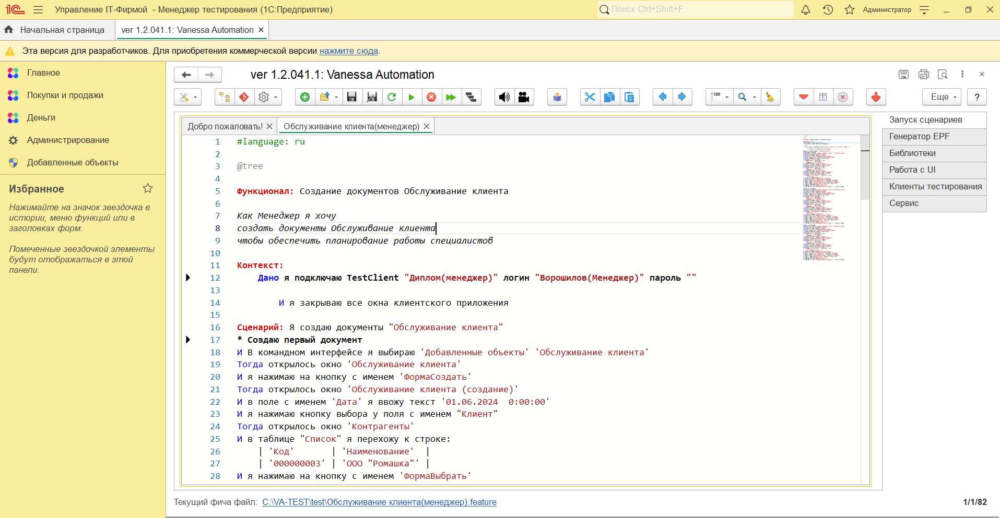 Управление IT-Фирмой - Менеджер тестирования (1С:Предприятие)
Поиск Ctrl+Shift+F
Администратор
Начальная страница
ver 1.2.041.1: Vanessa Automation
Эта версия для разработчиков. Для приобретения коммерческой версии нажмите сюда.
Главное
Покупки и продажи
Деньги
Администрирование
Добавленные объекты
Избранное
Нажимайте на значок звездочка в
истории, меню функций или в
заголовках форм.
Помеченные звездочкой элементы
будут отображаться в этой
панели.
ver 1.2.041.1: Vanessa Automation
Еще
?
Добро пожаловать!
Обслуживание клиента(менеджер)
1 #language: ru
2
3 @tree
4
5 Функционал: Создание документов Обслуживание клиента
6
7 Как Менеджер я хочу
8 создать документы Обслуживание клиента
9 чтобы обеспечить планирование работы специалистов
10
11 Контекст:
12 Дано я подключаю TestClient "Диплом(менеджер)" логин "Ворошилов(Менеджер)" пароль ""
13
14 И я закрываю все окна клиентского приложения
15
16 Сценарий: Я создаю документы "Обслуживание клиента"
17 * Создаю первый документ
18 И В командном интерфейсе я выбираю 'Добавленные объекты' 'Обслуживание клиента'
19 Тогда открылось окно 'Обслуживание клиента'
20 И я нажимаю на кнопку с именем 'ФормаСоздать'
21 Тогда открылось окно 'Обслуживание клиента (создание)'
22 И в поле с именем 'Дата' я ввожу текст '01.06.2024  0:00:00'
23 И я нажимаю кнопку выбора у поля с именем "Клиент"
24 Тогда открылось окно 'Контрагенты'
25 И в таблице "Список" я перехожу к строке:
26 | 'Код'       | 'Наименование'  |
27 | '000000003' | 'ООО "Ромашка"' |
28 И я нажимаю на кнопку с именем 'ФормаВыбрать'
Запуск сценариев
Генератор EPF
Библиотеки
Работа с UI
Клиенты тестирования
Сервис
Текущий фича файл: C:\VA-TEST\test\Обслуживание клиента(менеджер).feature
1/1/82